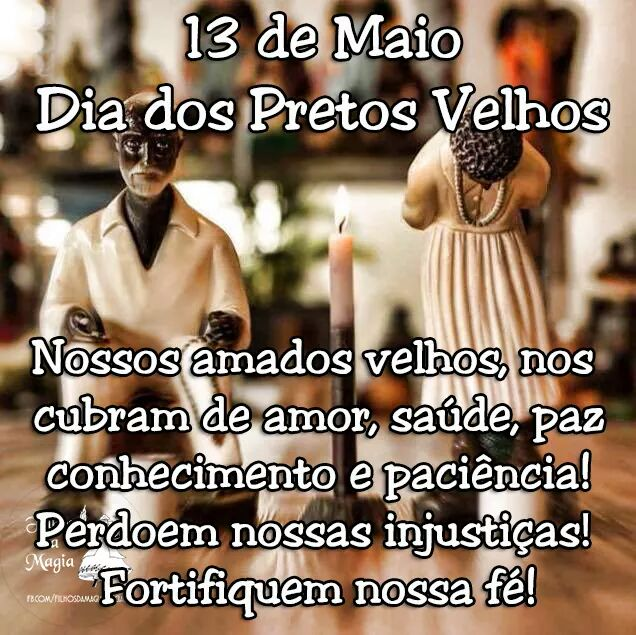 13 de Maio
Dia dos Pretos Velhos
Nossos amados velhos, nos
cubram de amor, saúde, paz
conhecimento e paciência!
Perdoem nossas injustiças!
Magia
Fortifiquem nossa fé!